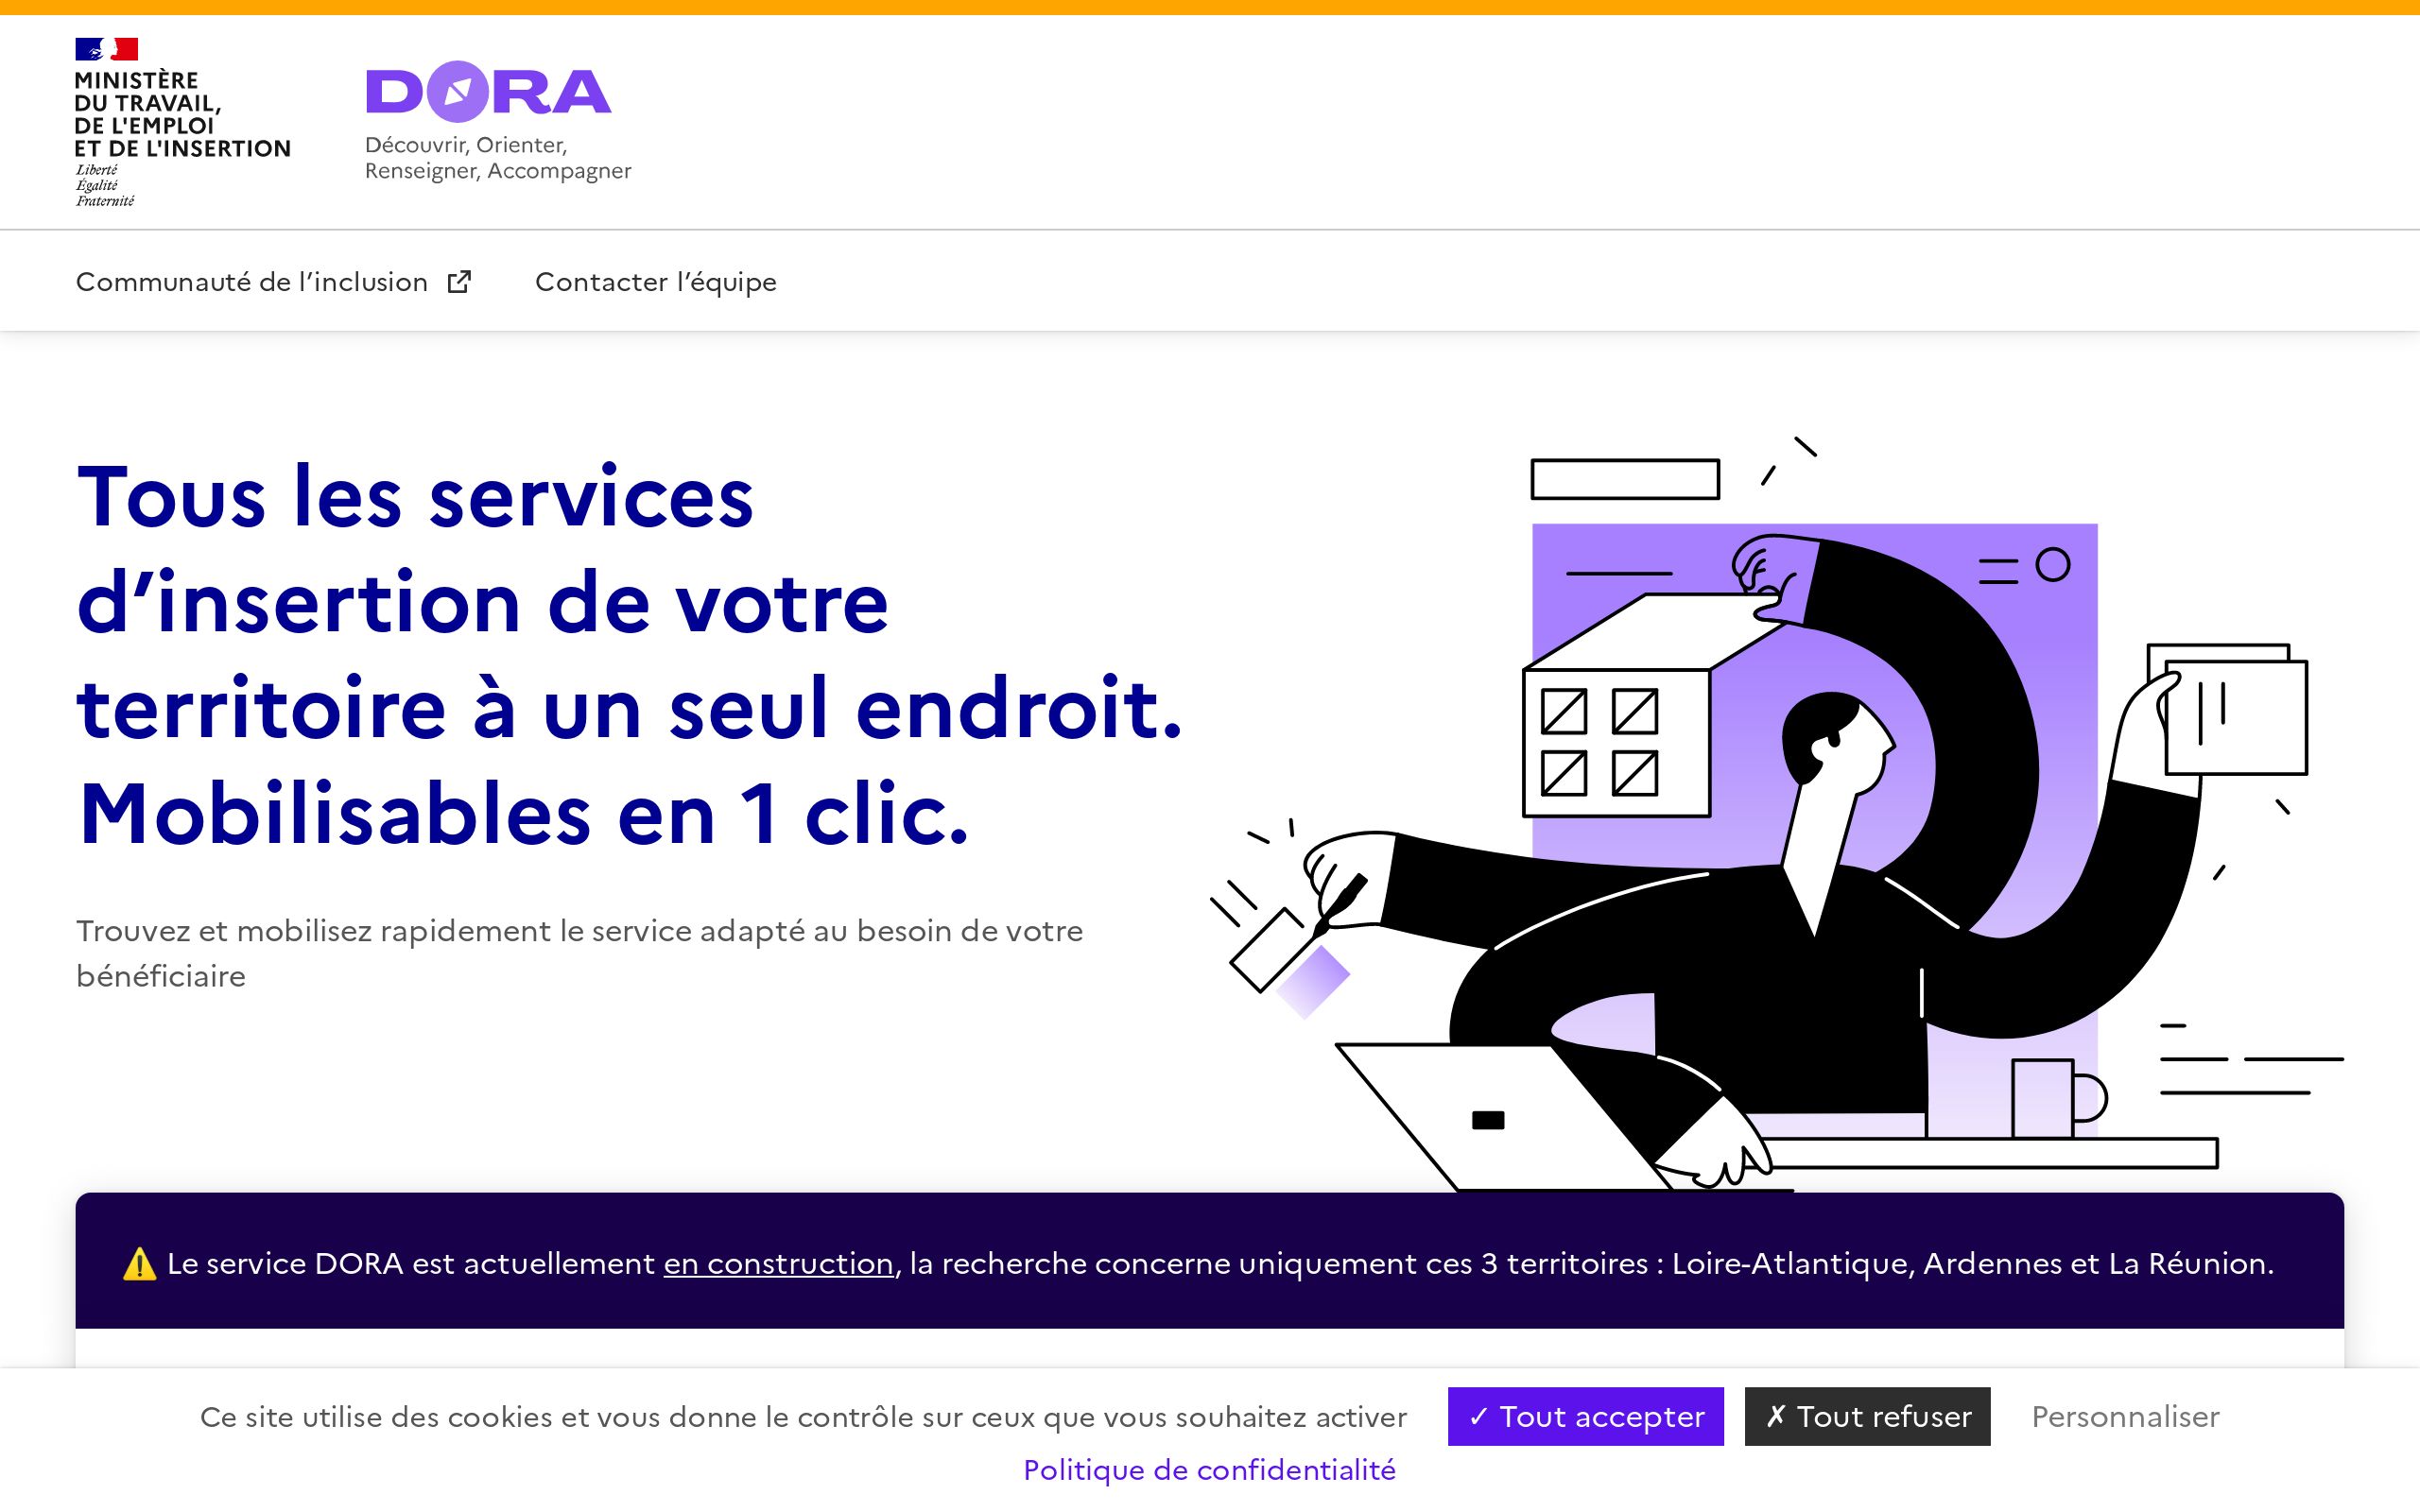 MINISTÈRE
DU TRAVAIL,
DE L'EMPLOI
ET DE L'INSERTION
Liberté
Égalité
Fraternité
DORA
Découvrir, Orienter,
Renseigner, Accompagner
Communauté de l’inclusion
Contacter l’équipe
Tous les services
d’insertion de votre
territoire à un seul endroit.
Mobilisables en 1 clic.
Trouvez et mobilisez rapidement le service adapté au besoin de votre
bénéficiaire
⚠️ Le service DORA est actuellement en construction, la recherche concerne uniquement ces 3 territoires : Loire-Atlantique, Ardennes et La Réunion.
Ce site utilise des cookies et vous donne le contrôle sur ceux que vous souhaitez activer
✓ Tout accepter
✗ Tout refuser
Personnaliser
Politique de confidentialité